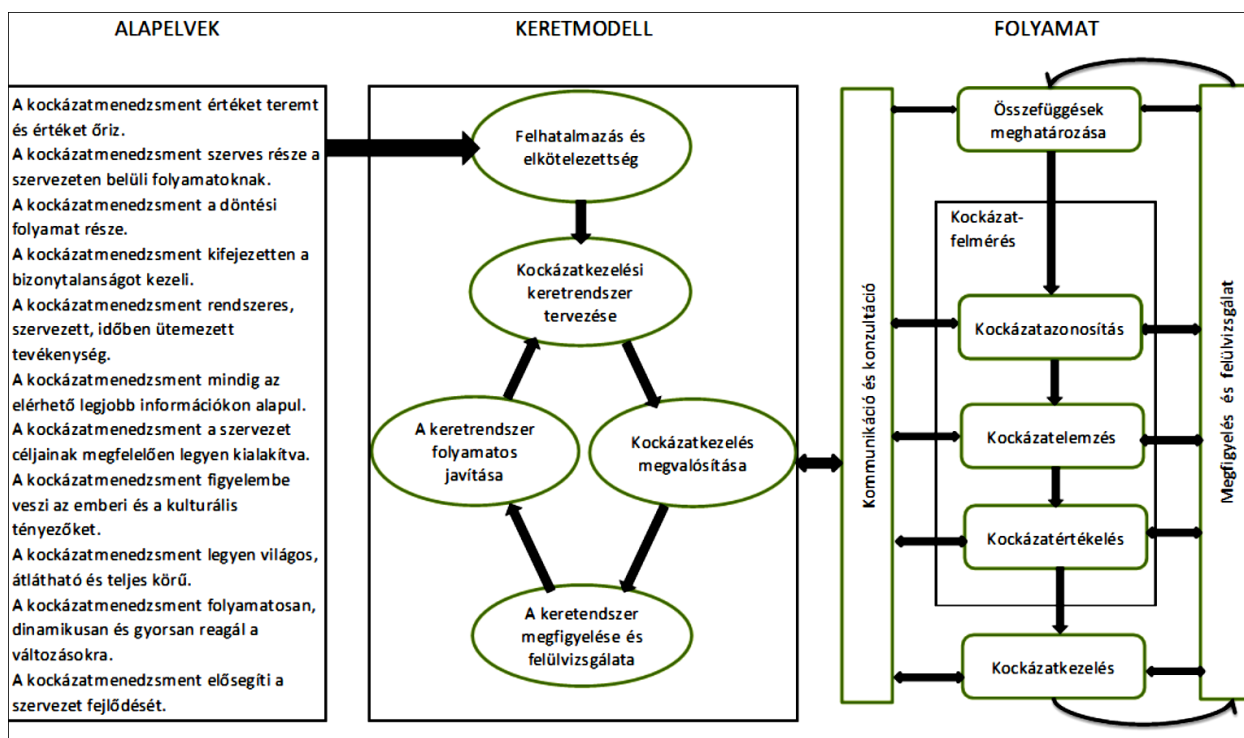 ALAPELVEK
A kockázatmenedzsment értéket teremt
és értéket őriz.
A kockázatmenedzsment szerves része a
szervezeten belüli folyamatoknak.
A kockázatmenedzsment a döntési
folyamat része.
A kockázatmenedzsment kifejezetten a
bizonytalanságot kezeli.
A kockázatmenedzsment rendszeres,
szervezett, időben ütemezett
tevékenység.
A kockázatmenedzsment mindig az
elérhető legjobb információkon alapul.
A kockázatmenedzsment a szervezet
céljainak megfelelően legyen kialakítva.
A kockázatmenedzsment figyelembe
veszi az emberi és a kulturális
tényezőket.
A kockázatmenedzsment legyen világos,
átlátható és teljes körű.
A kockázatmenedzsment folyamatosan,
dinamikusan és gyorsan reagál a
változásokra.
A kockázatmenedzsment elősegíti a
szervezet fejlődését.
KERETMODELL
Felhatalmazás és
elkötelezettség
Kockázatkezelési
keretrendszer
tervezése
A keretrendszer
folyamatos
javítása
Kockázatkezelés
megvalósítása
A keretendszer
megfigyelése és
felülvizsgálata
FOLYAMAT
Kommunikáció és konzultáció
Összefüggések
meghatározása
Kockázat-
felmérés
Kockázatazonosítás
Kockázatelemzés
Kockázatértékelés
Kockázatkezelés
Megfigyelés és felülvizsgálat